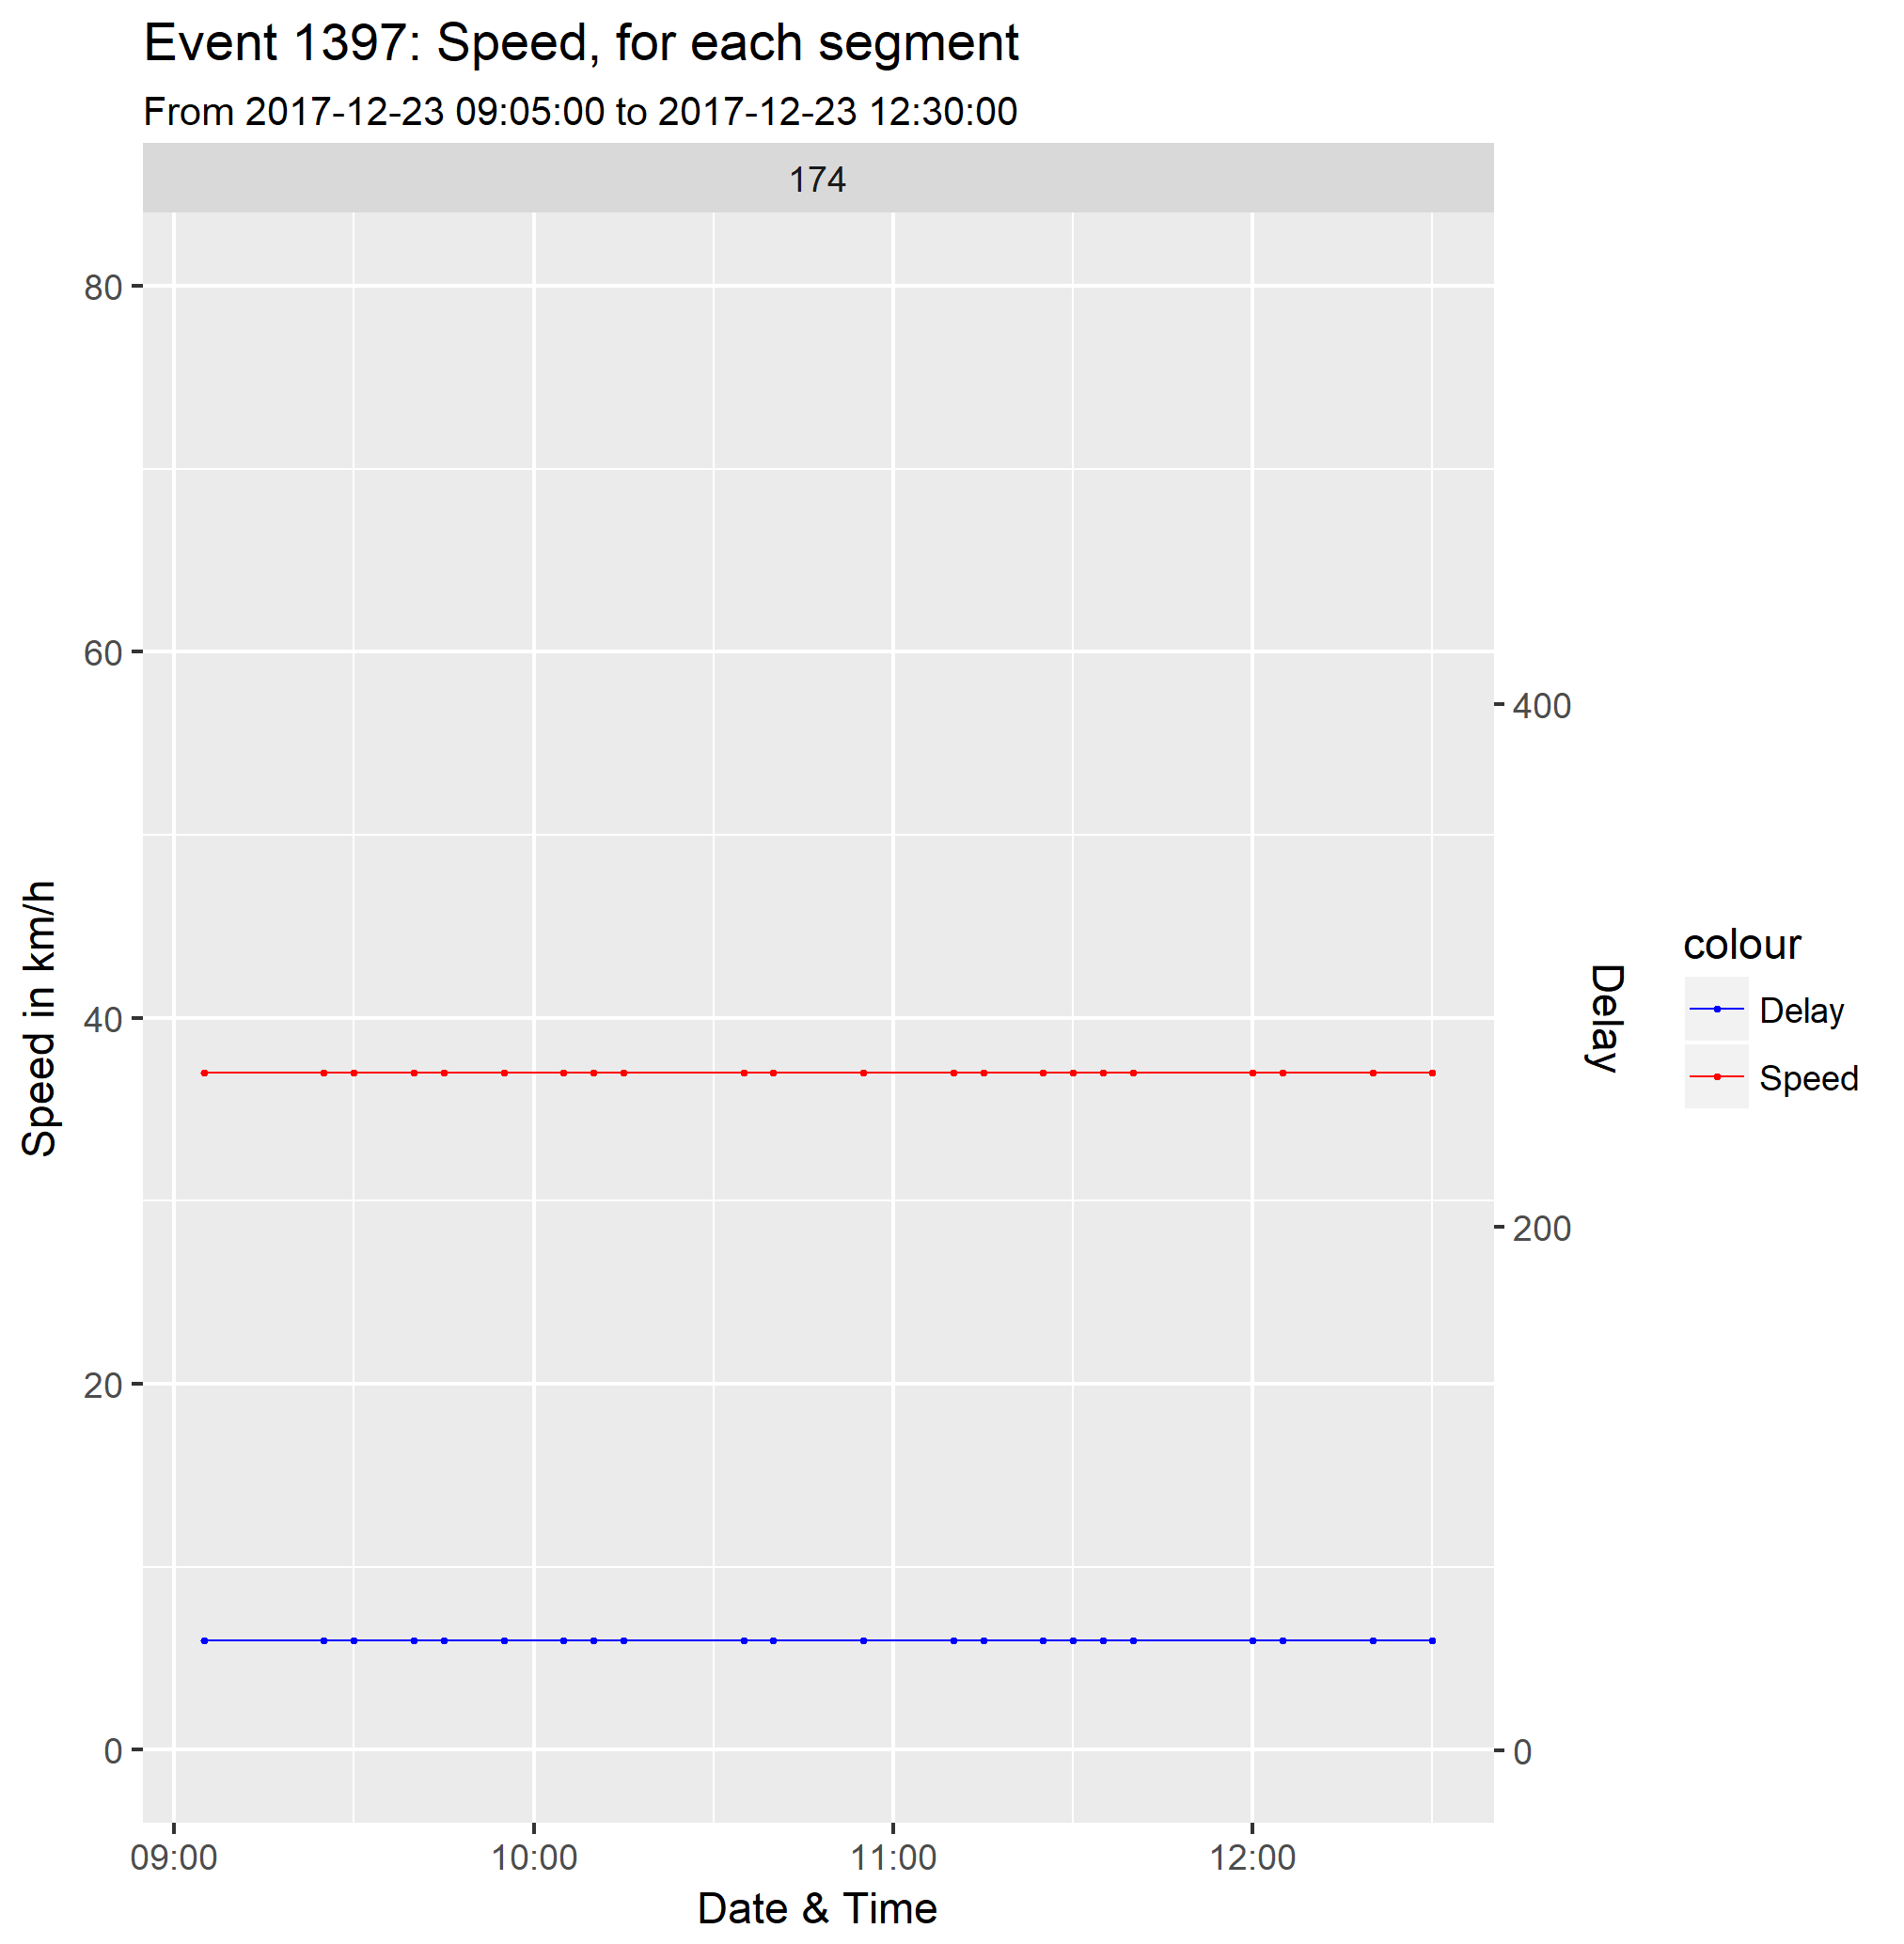 Event 1397: Speed, for each segment
From 2017-12-23 09:05:00 to 2017-12-23 12:30:00
174
80
60
40
20
0
Speed in km/h
400
200
0
Delay
09:00
10:00
11:00
12:00
Date & Time
colour
Delay
Speed